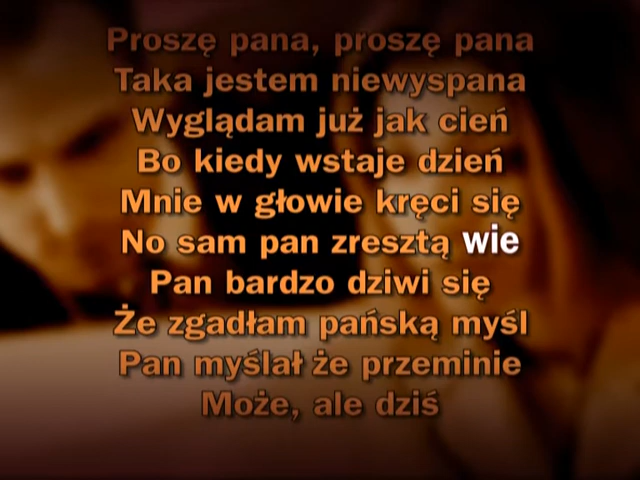 Proszę pana, proszę pana
Taka jestem niewyspana
Wyglądam już jak cień
Bo kiedy wstaje dzień
Mnie w głowie kręci się
No sam pan zresztą wie
Pan bardzo dziwi się
Że zgadłam pańską myśl
Pan myślał że przeminie
Może, ale dziś